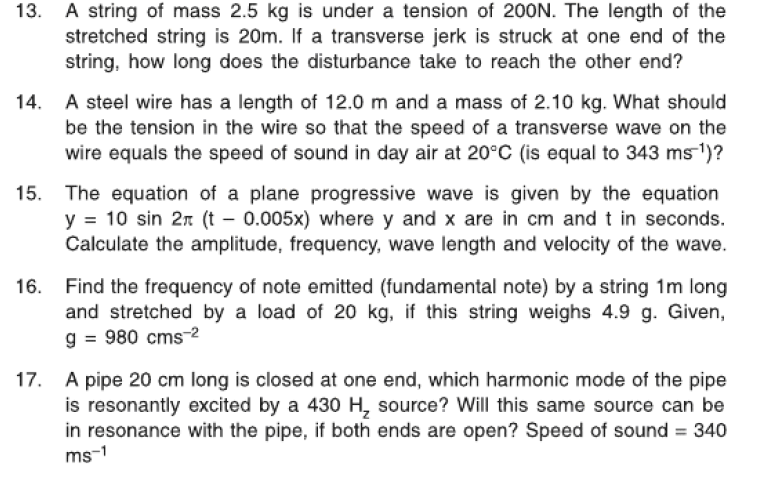 13. A string of mass 2.5 kg is under a tension of 200N. The length of the
stretched string is 20m. If a transverse jerk is struck at one end of the
string, how long does the disturbance take to reach the other end?
14. A steel wire has a length of 12.0 m and a mass of 2.10 kg. What should
be the tension in the wire so that the speed of a transverse wave on the
wire equals the speed of sound in day air at 20°C (is equal to 343 ms⁻¹)?
15. The equation of a plane progressive wave is given by the equation
y = 10 sin 2π (t − 0.005x) where y and x are in cm and t in seconds.
Calculate the amplitude, frequency, wave length and velocity of the wave.
16. Find the frequency of note emitted (fundamental note) by a string 1m long
and stretched by a load of 20 kg, if this string weighs 4.9 g. Given,
g = 980 cms⁻²
17. A pipe 20 cm long is closed at one end, which harmonic mode of the pipe
is resonantly excited by a 430 H_z source? Will this same source can be
in resonance with the pipe, if both ends are open? Speed of sound = 340
ms⁻¹